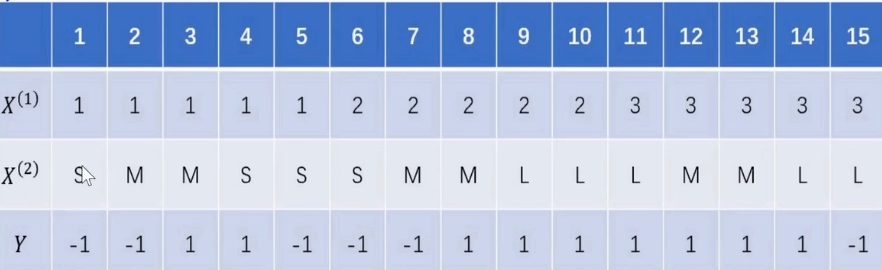 1 2 3 4 5 6 7 8 9 10 11 12 13 14 15
X^(1) 1 1 1 1 1 2 2 2 2 2 3 3 3 3 3
X^(2) S M M S S S M M L L L M M L L
Y -1 -1 1 1 -1 -1 -1 1 1 1 1 1 1 1 -1